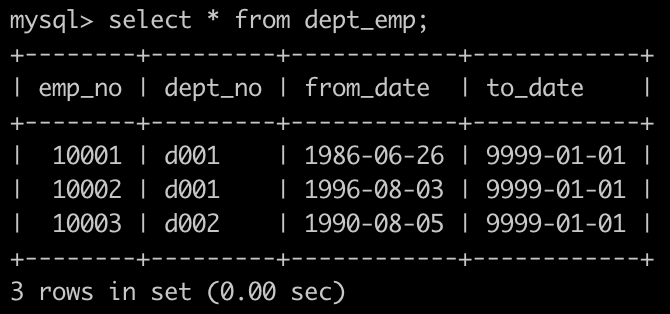 mysql> select * from dept_emp;
+--------+---------+------------+------------+
| emp_no | dept_no | from_date  | to_date    |
+--------+---------+------------+------------+
|  10001 | d001    | 1986-06-26 | 9999-01-01 |
|  10002 | d001    | 1996-08-03 | 9999-01-01 |
|  10003 | d002    | 1990-08-05 | 9999-01-01 |
+--------+---------+------------+------------+
3 rows in set (0.00 sec)